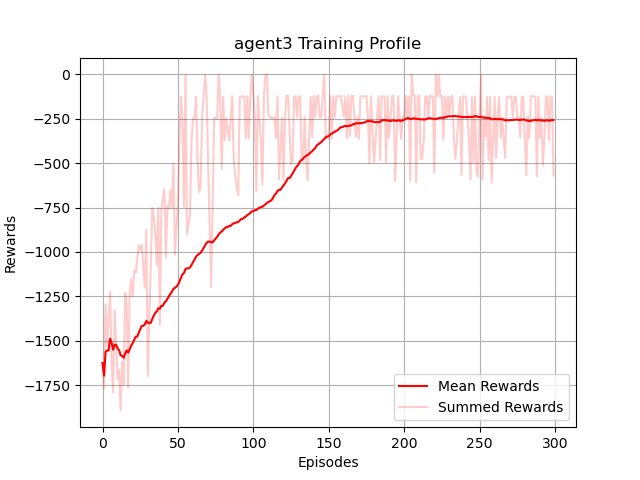 agent3 Training Profile
Rewards
0
−250
−500
−750
−1000
−1250
−1500
−1750
Mean Rewards
Summed Rewards
0 50 100 150 200 250 300
Episodes